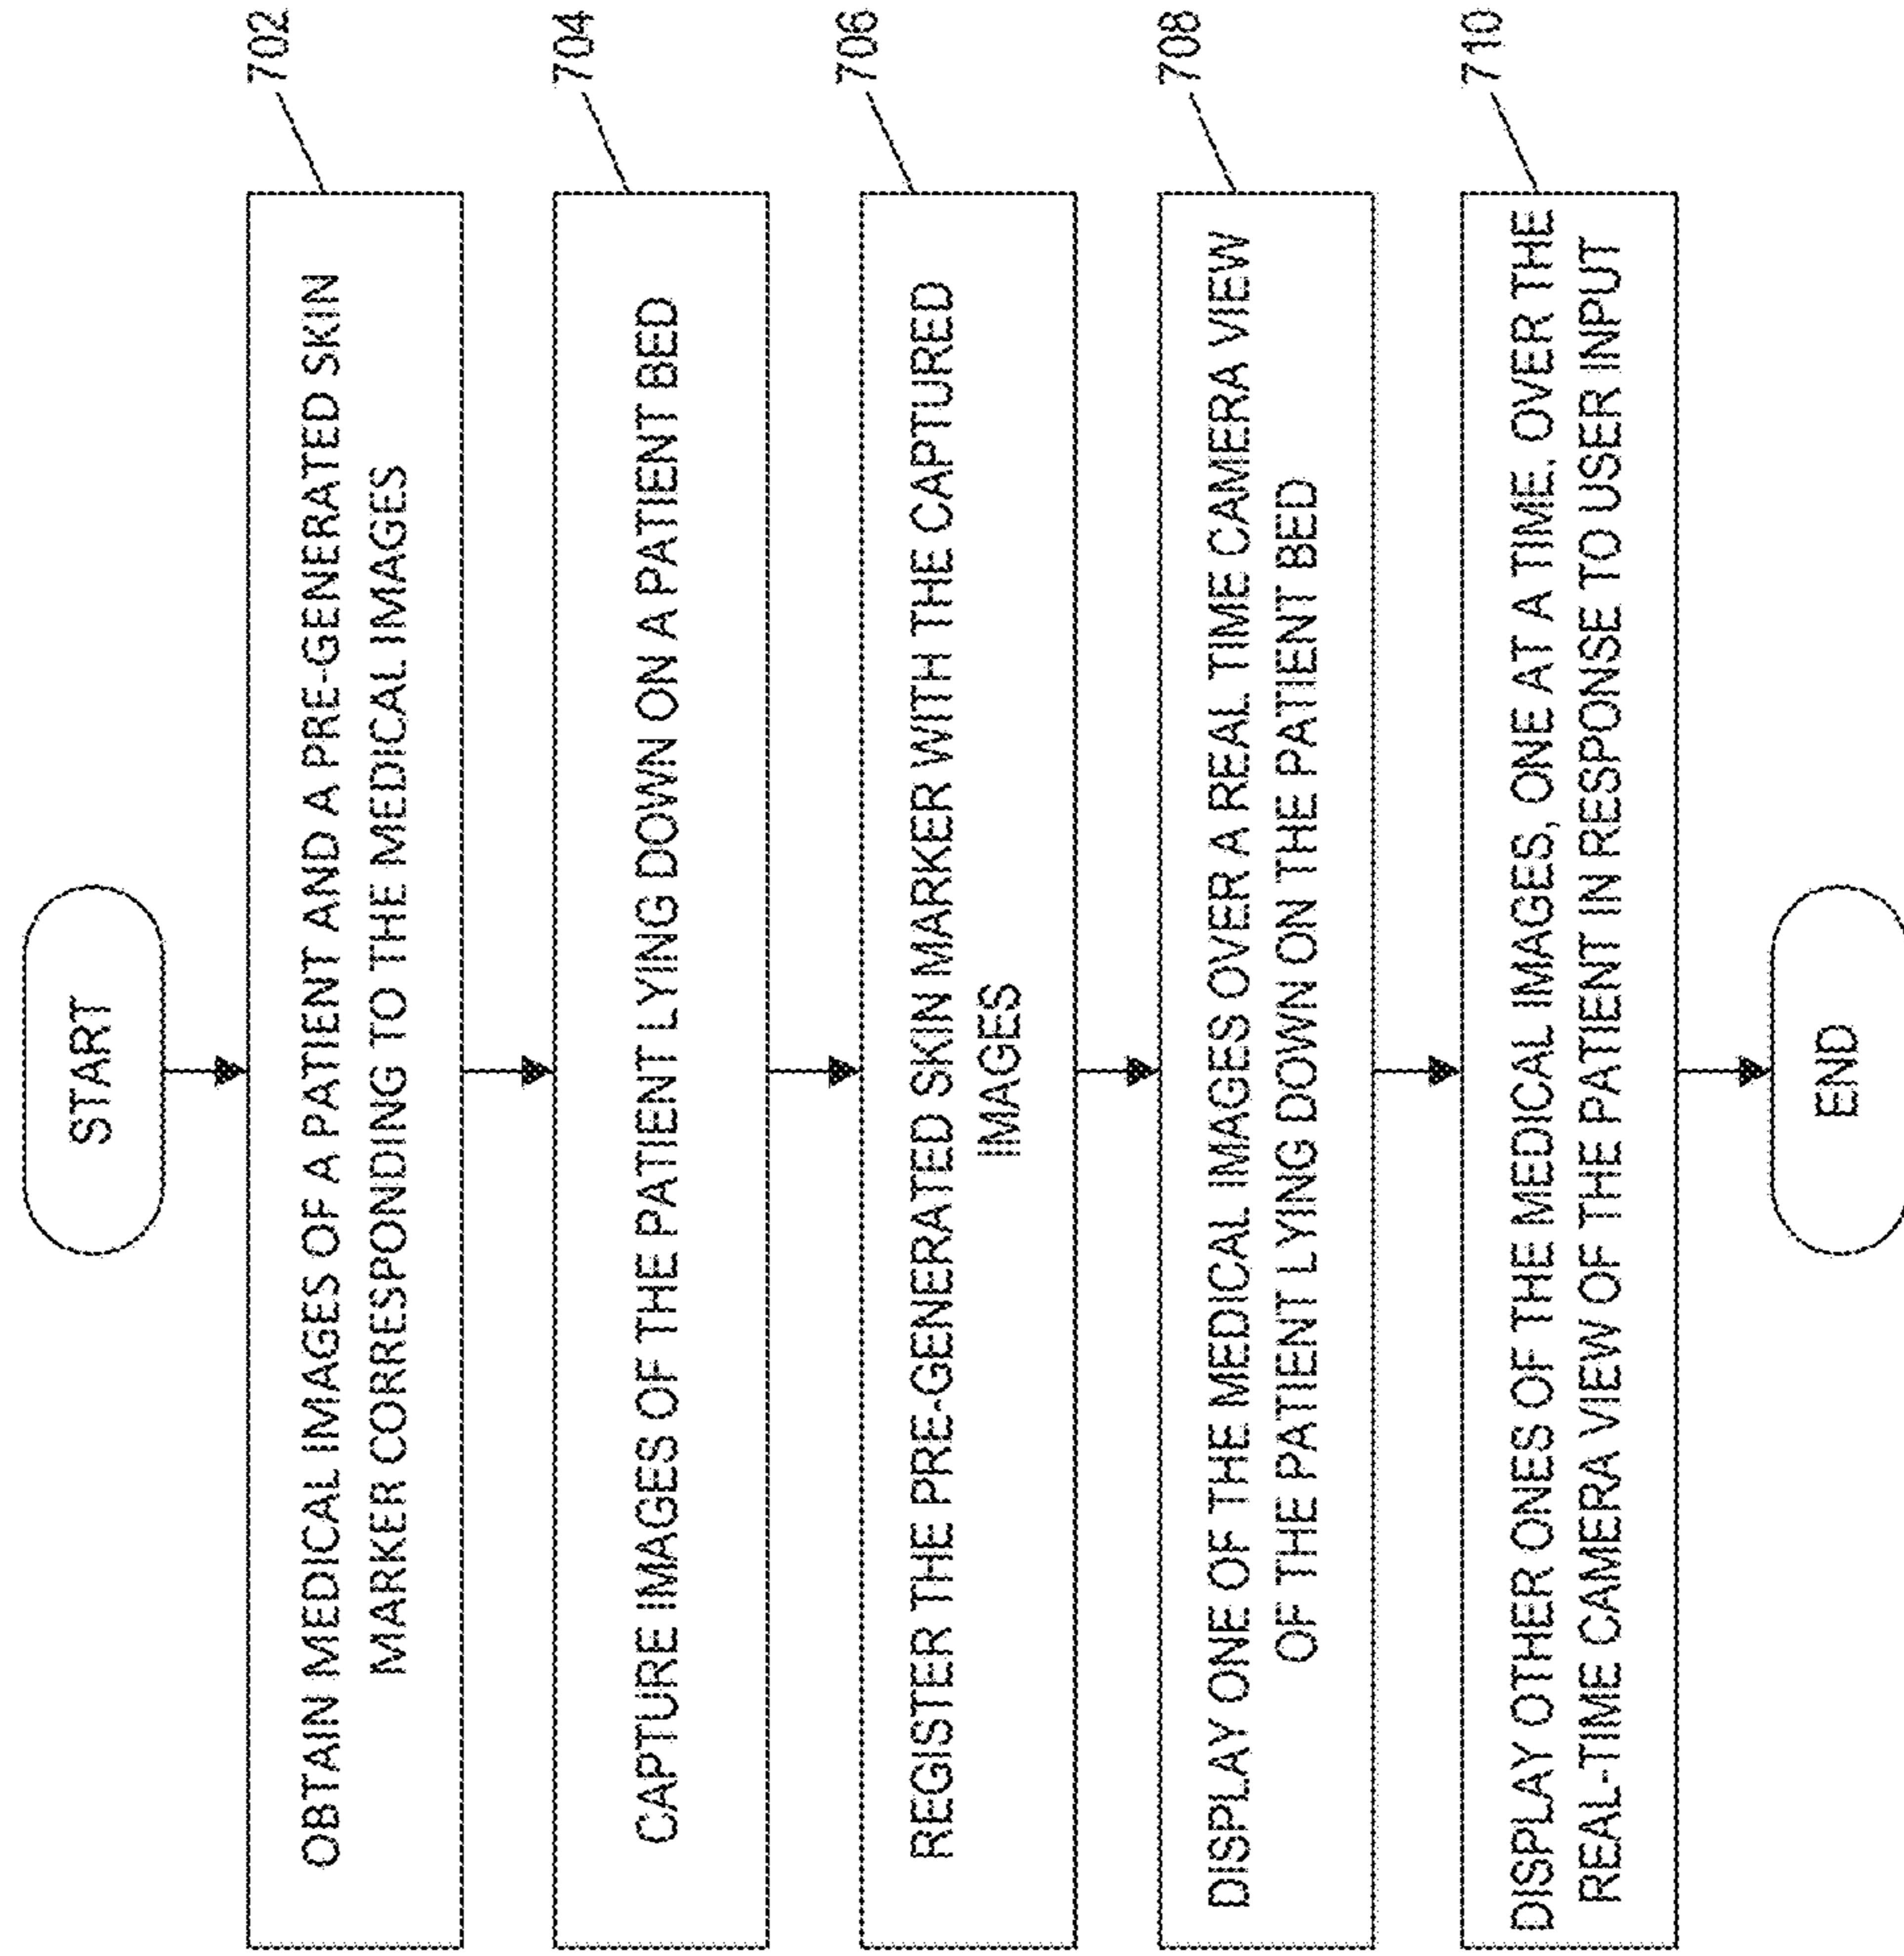 START
702
OBTAIN MEDICAL IMAGES OF A PATIENT AND A PRE-GENERATED SKIN
MARKER CORRESPONDING TO THE MEDICAL IMAGES
704
CAPTURE IMAGES OF THE PATIENT LYING DOWN ON A PATIENT BED
706
REGISTER THE PRE-GENERATED SKIN MARKER WITH THE CAPTURED
IMAGES
708
DISPLAY ONE OF THE MEDICAL IMAGES OVER A REAL TIME CAMERA VIEW
OF THE PATIENT LYING DOWN ON THE PATIENT BED
710
DISPLAY OTHER ONES OF THE MEDICAL IMAGES, ONE AT A TIME, OVER THE
REAL-TIME CAMERA VIEW OF THE PATIENT IN RESPONSE TO USER INPUT
END